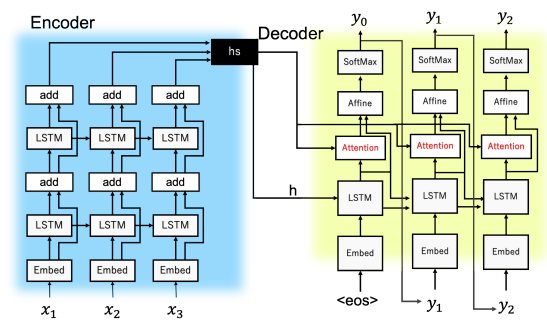 Encoder
Decoder
hs
add add add
LSTM LSTM LSTM
add add add
LSTM LSTM LSTM
Embed Embed Embed
x₁ x₂ x₃
y₀ y₁ y₂
SoftMax SoftMax SoftMax
Affine Affine Affine
Attention Attention Attention
h
LSTM LSTM LSTM
Embed Embed Embed
<eos> y₁ y₂